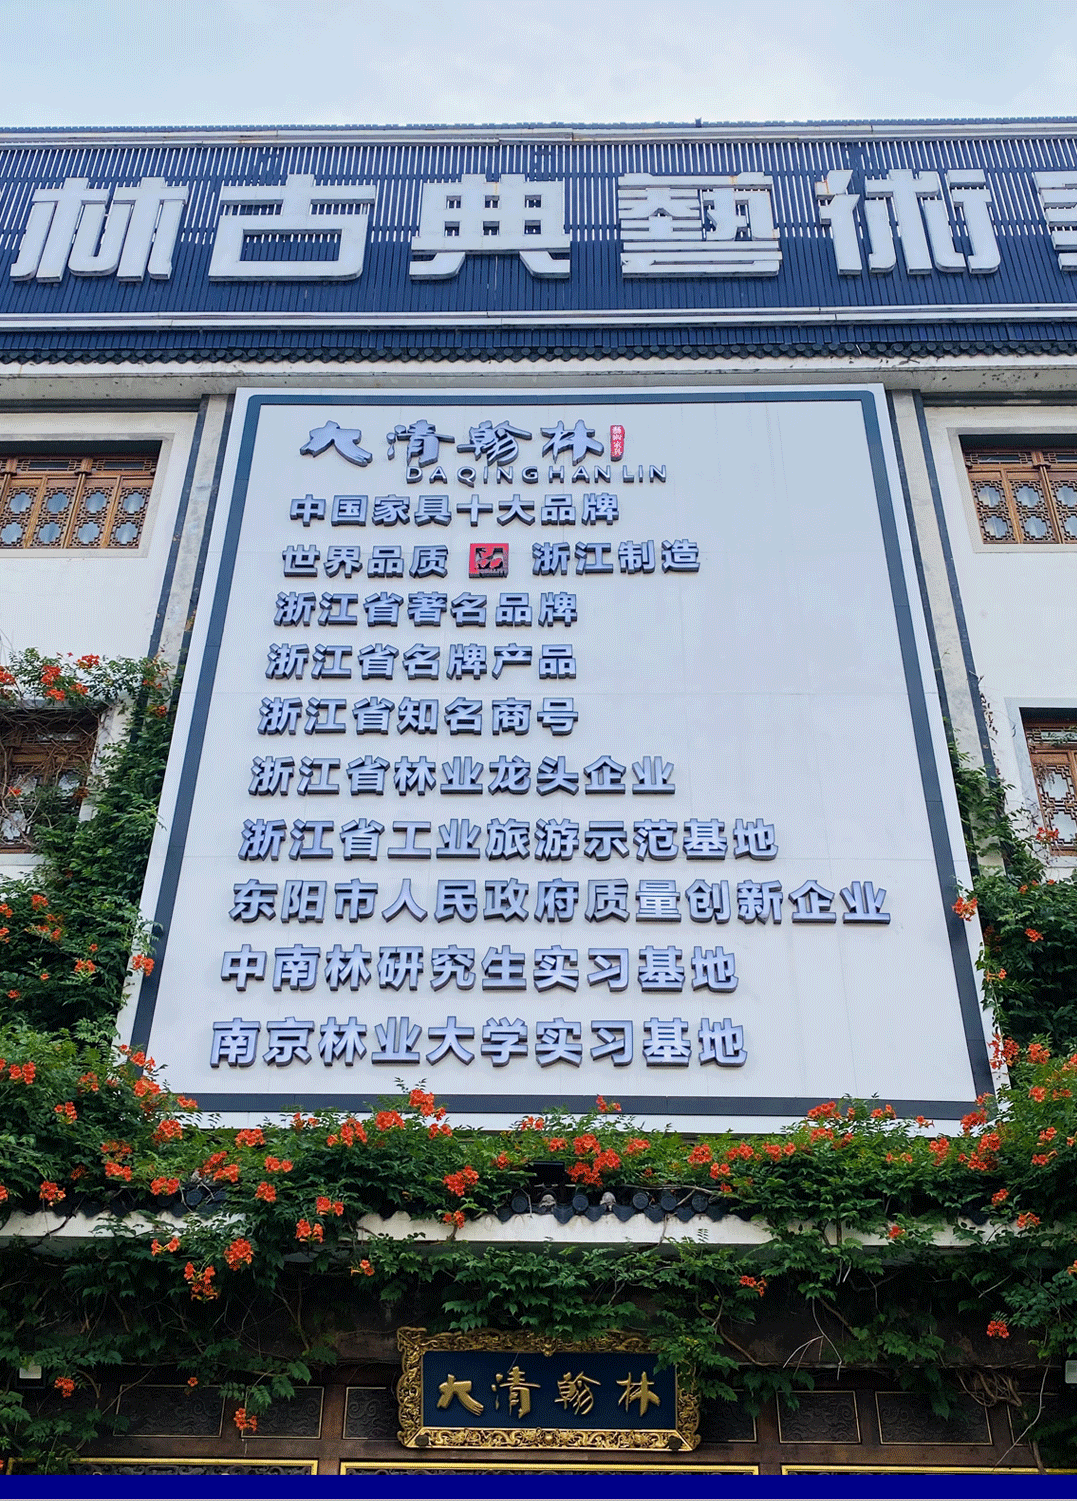 林古典藝術
大清翰林 藝術家具
DAQINGHANLIN
中国家具十大品牌
世界品质 浙江制造
浙江省著名品牌
浙江省名牌产品
浙江省知名商号
浙江省林业龙头企业
浙江省工业旅游示范基地
东阳市人民政府质量创新企业
中南林研究生实习基地
南京林业大学实习基地
大清翰林